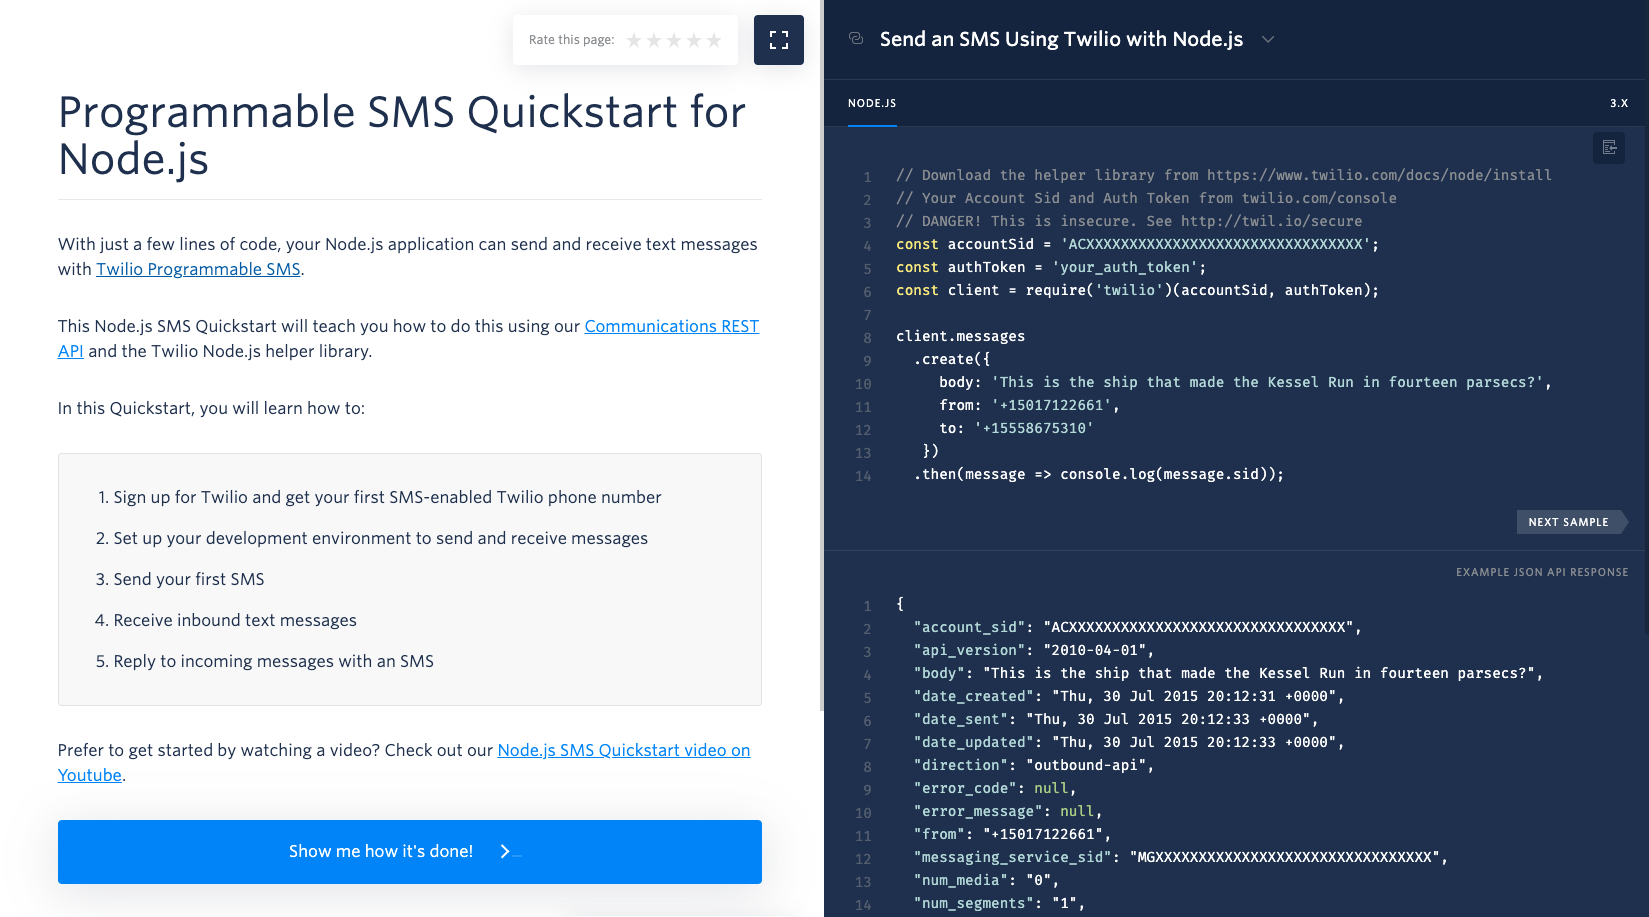 Rate this page:
Programmable SMS Quickstart for
Node.js
With just a few lines of code, your Node.js application can send and receive text messages
with Twilio Programmable SMS.
This Node.js SMS Quickstart will teach you how to do this using our Communications REST
API and the Twilio Node.js helper library.
In this Quickstart, you will learn how to:
1. Sign up for Twilio and get your first SMS-enabled Twilio phone number
2. Set up your development environment to send and receive messages
3. Send your first SMS
4. Receive inbound text messages
5. Reply to incoming messages with an SMS
Prefer to get started by watching a video? Check out our Node.js SMS Quickstart video on
Youtube.
Show me how it's done!
Send an SMS Using Twilio with Node.js
NODE.JS 3.X
1 // Download the helper library from https://www.twilio.com/docs/node/install
2 // Your Account Sid and Auth Token from twilio.com/console
3 // DANGER! This is insecure. See http://twil.io/secure
4 const accountSid = 'ACXXXXXXXXXXXXXXXXXXXXXXXXXXXXXXXX';
5 const authToken = 'your_auth_token';
6 const client = require('twilio')(accountSid, authToken);
7
8 client.messages
9 .create({
10 body: 'This is the ship that made the Kessel Run in fourteen parsecs?',
11 from: '+15017122661',
12 to: '+15558675310'
13 })
14 .then(message => console.log(message.sid));
NEXT SAMPLE
EXAMPLE JSON API RESPONSE
1 {
2 "account_sid": "ACXXXXXXXXXXXXXXXXXXXXXXXXXXXXXXXX",
3 "api_version": "2010-04-01",
4 "body": "This is the ship that made the Kessel Run in fourteen parsecs?",
5 "date_created": "Thu, 30 Jul 2015 20:12:31 +0000",
6 "date_sent": "Thu, 30 Jul 2015 20:12:33 +0000",
7 "date_updated": "Thu, 30 Jul 2015 20:12:33 +0000",
8 "direction": "outbound-api",
9 "error_code": null,
10 "error_message": null,
11 "from": "+15017122661",
12 "messaging_service_sid": "MGXXXXXXXXXXXXXXXXXXXXXXXXXXXXXXXX",
13 "num_media": "0",
14 "num_segments": "1",